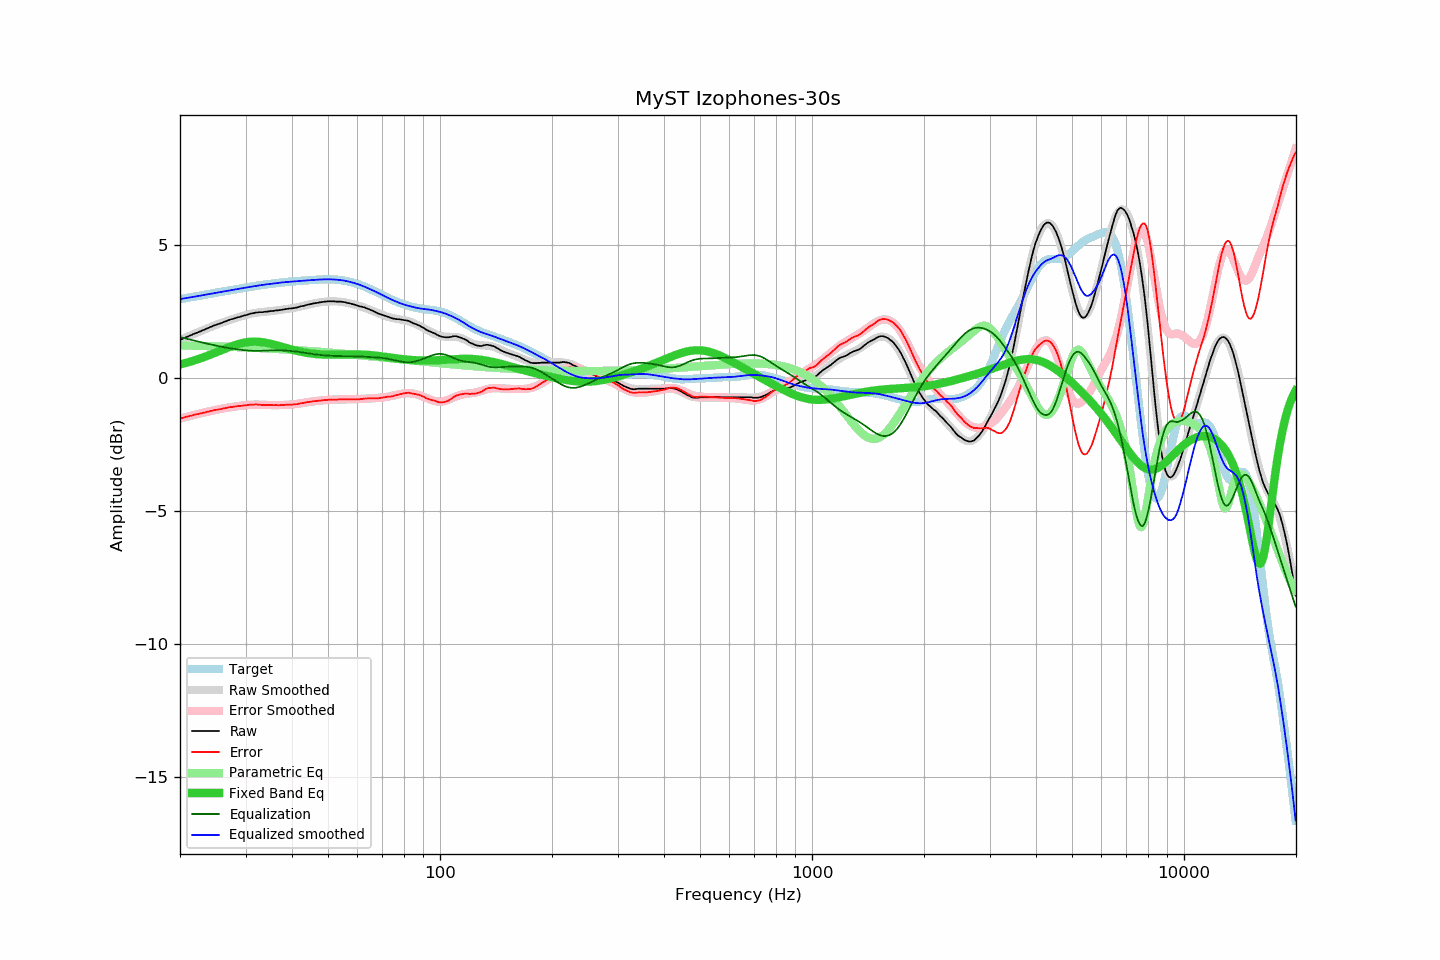 MyST Izophones-30s
Amplitude (dBr)
5
0
−5
−10
−15
Target
Raw Smoothed
Error Smoothed
Raw
Error
Parametric Eq
Fixed Band Eq
Equalization
Equalized smoothed
100
1000
10000
Frequency (Hz)